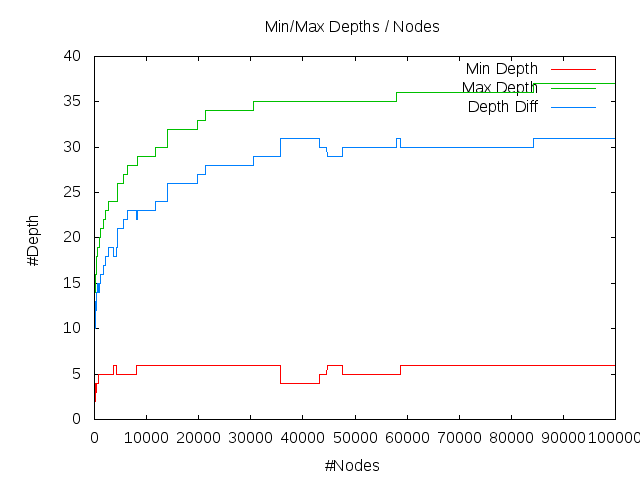 Min/Max Depths / Nodes
40
35
30
25
20
15
10
5
0
#Depth
Min Depth
Max Depth
Depth Diff
0 10000 20000 30000 40000 50000 60000 70000 80000 90000 100000
#Nodes